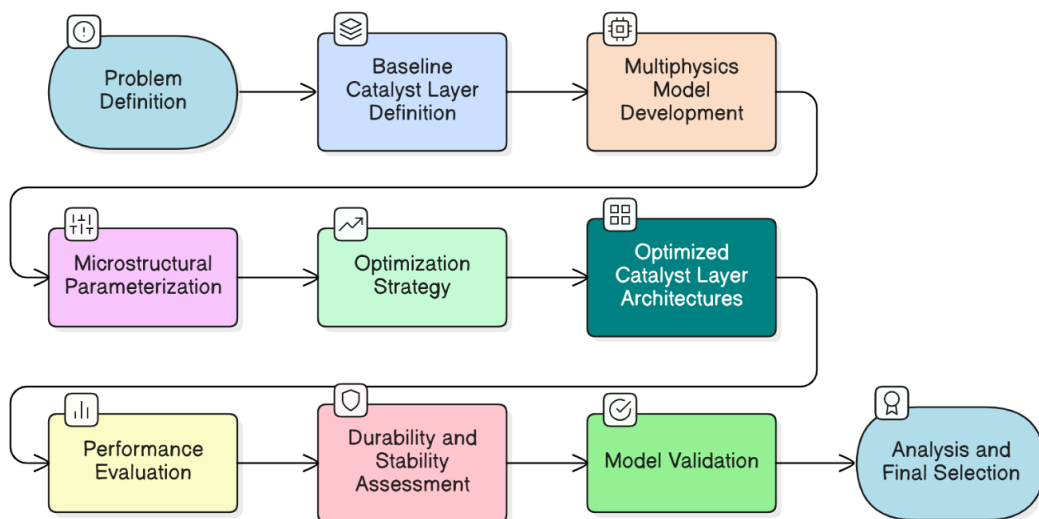 Problem
Definition
Baseline
Catalyst Layer
Definition
Multiphysics
Model
Development
Microstructural
Parameterization
Optimization
Strategy
Optimized
Catalyst Layer
Architectures
Performance
Evaluation
Durability and
Stability
Assessment
Model Validation
Analysis and
Final Selection